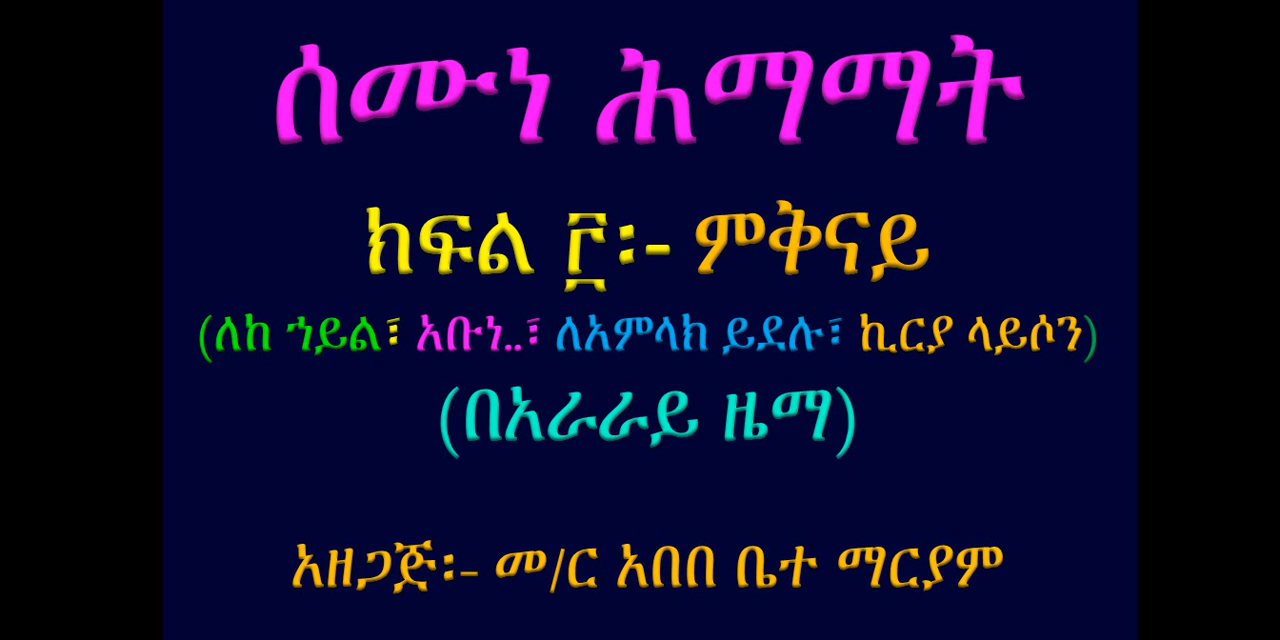 ሰሙነ ሕማማት
ክፍል ፫፡- ምቅናይ
(ለከ ኀይል፣ አቡነ..፣ ለአምላክ ይደሉ፣ ኪርያ ላይሶን)
(በአራራይ ዜማ)
አዘጋጅ፡- መ/ር አበበ ቤተ ማርያም